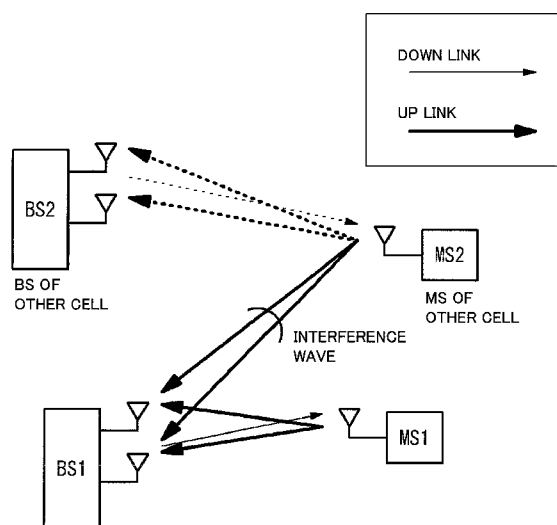 DOWN LINK
UP LINK
BS2
MS2
BS OF
OTHER CELL
MS OF
OTHER CELL
INTERFERENCE
WAVE
BS1
MS1